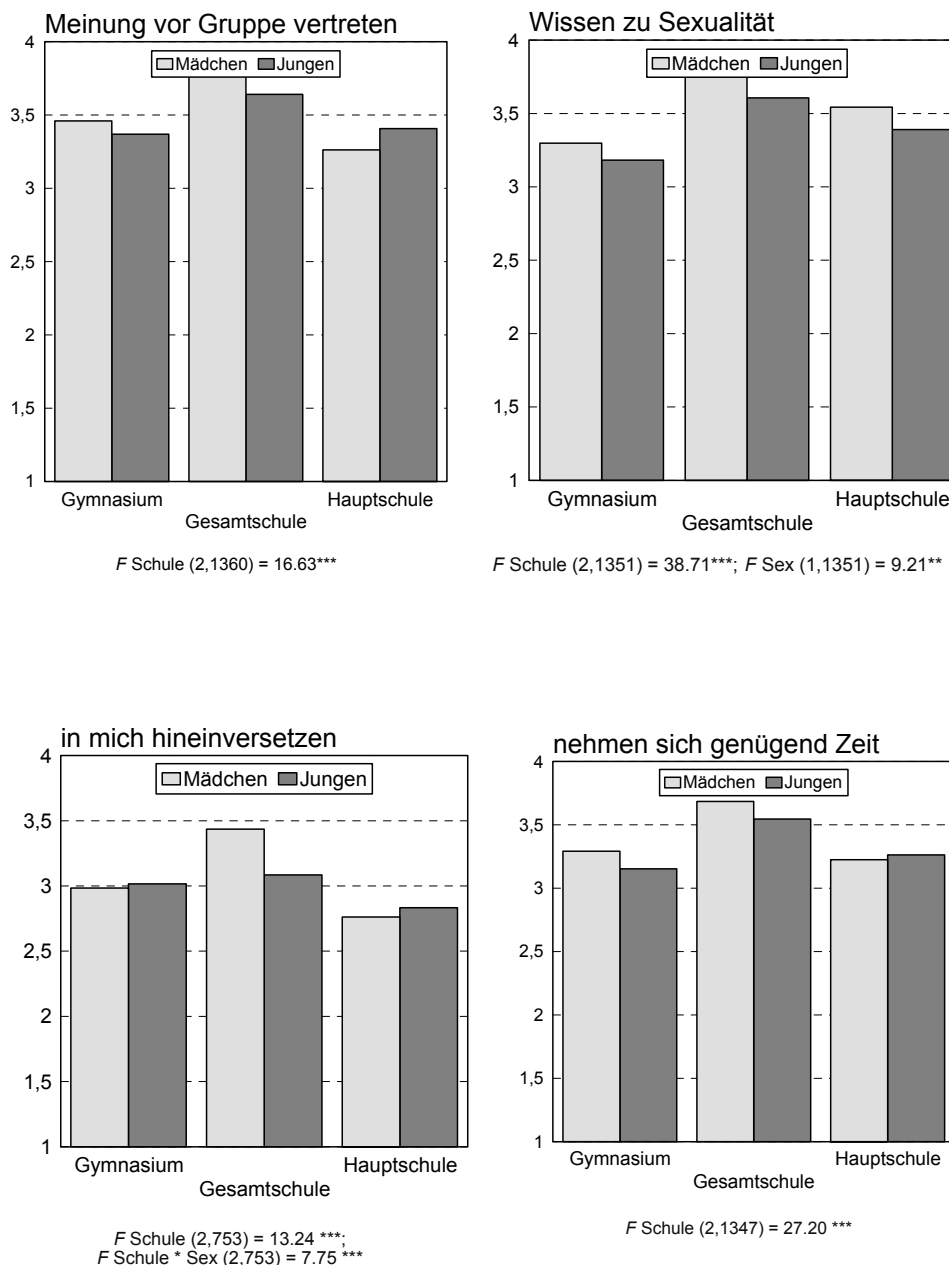 Meinung vor Gruppe vertreten
4
3,5
3
2,5
2
1,5
1
Mädchen Jungen
Gymnasium Hauptschule
Gesamtschule
F Schule (2,1360) = 16.63***
Wissen zu Sexualität
4
3,5
3
2,5
2
1,5
1
Mädchen Jungen
Gymnasium Hauptschule
Gesamtschule
F Schule (2,1351) = 38.71***; F Sex (1,1351) = 9.21**
in mich hineinversetzen
4
3,5
3
2,5
2
1,5
1
Mädchen Jungen
Gymnasium Hauptschule
Gesamtschule
F Schule (2,753) = 13.24 ***;
F Schule * Sex (2,753) = 7.75 ***
nehmen sich genügend Zeit
4
3,5
3
2,5
2
1,5
1
Mädchen Jungen
Gymnasium Hauptschule
Gesamtschule
F Schule (2,1347) = 27.20 ***